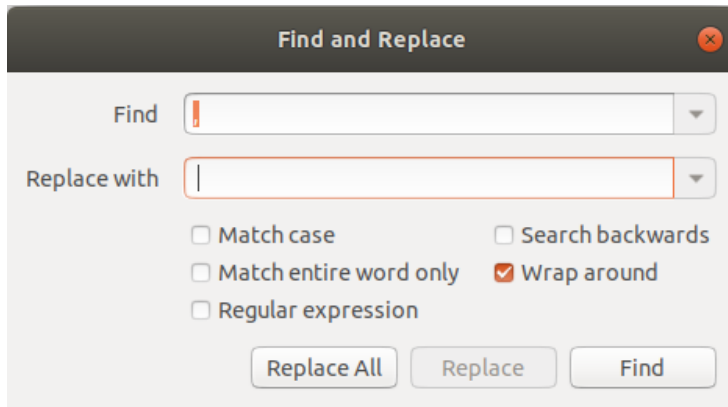 Find and Replace
Find ,
Replace with
Match case
Search backwards
Match entire word only
Wrap around
Regular expression
Replace All
Replace
Find